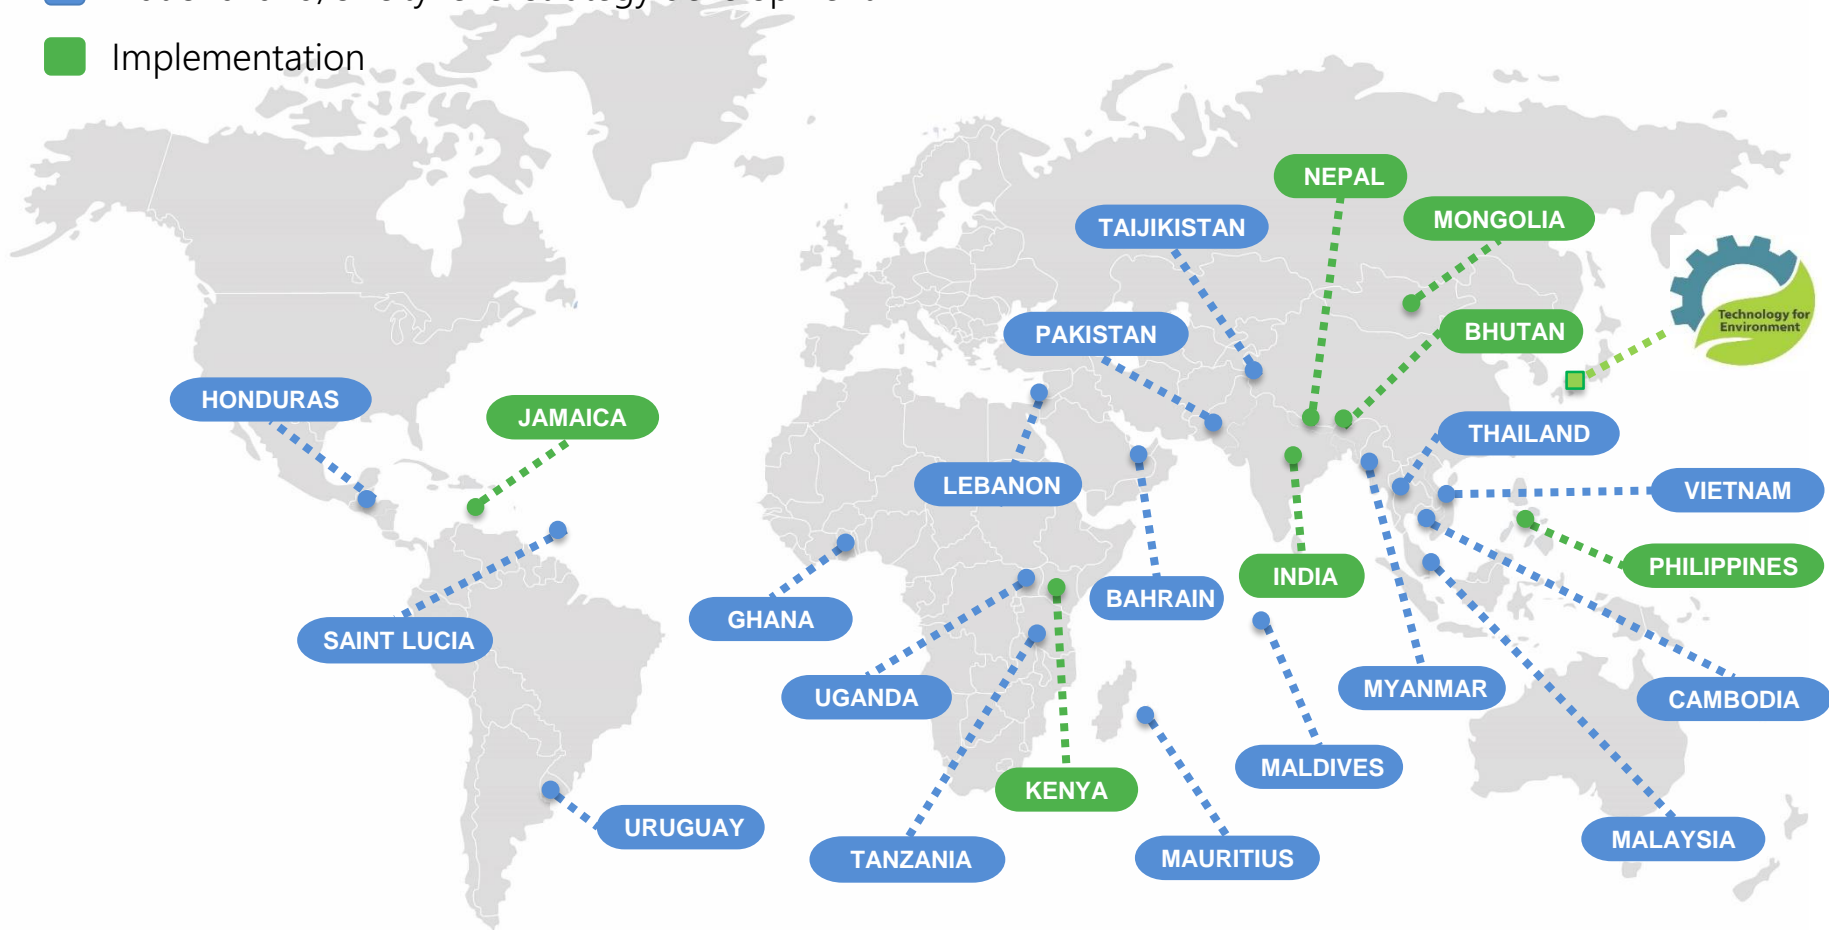 Implementation
NEPAL
MONGOLIA
TAIJIKISTAN
Technology for
Environment
PAKISTAN
BHUTAN
HONDURAS
JAMAICA
THAILAND
LEBANON
VIETNAM
PHILIPPINES
INDIA
BAHRAIN
GHANA
SAINT LUCIA
MYANMAR
UGANDA
CAMBODIA
MALDIVES
KENYA
URUGUAY
MALAYSIA
TANZANIA
MAURITIUS